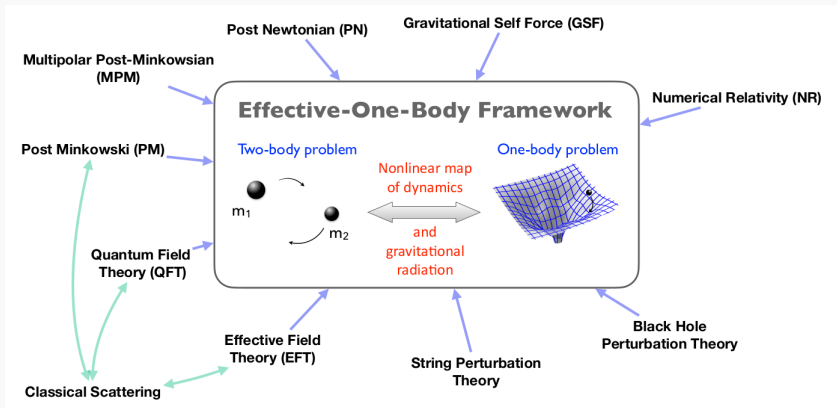 Post Newtonian (PN)
Gravitational Self Force (GSF)
Multipolar Post-Minkowsian
(MPM)
Numerical Relativity (NR)
Effective-One-Body Framework
Post Minkowski (PM)
Two-body problem
One-body problem
Nonlinear map
of dynamics
m1
m2
and
gravitational
radiation
Quantum Field
Theory (QFT)
Effective Field
Theory (EFT)
String Perturbation
Theory
Black Hole
Perturbation Theory
Classical Scattering